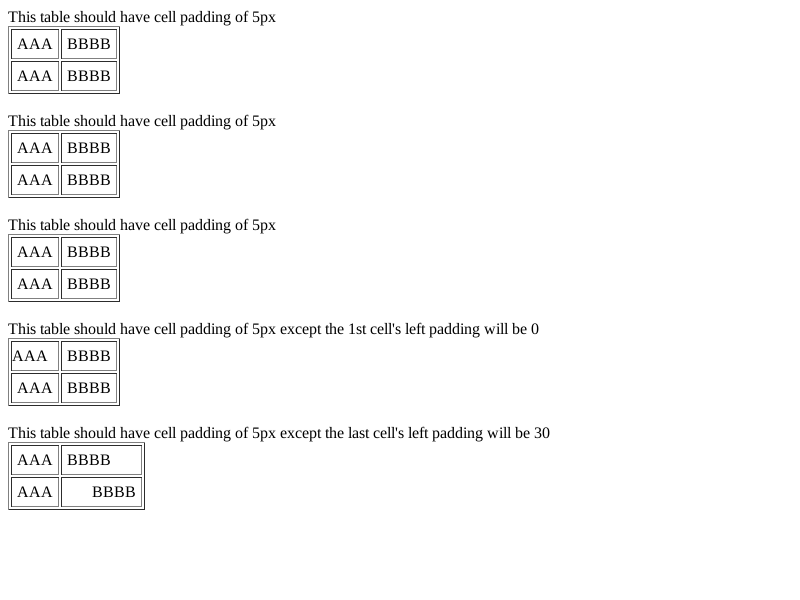 This table should have cell padding of 5px
AAA BBBB
AAA BBBB
This table should have cell padding of 5px
AAA BBBB
AAA BBBB
This table should have cell padding of 5px
AAA BBBB
AAA BBBB
This table should have cell padding of 5px except the 1st cell's left padding will be 0
AAA BBBB
AAA BBBB
This table should have cell padding of 5px except the last cell's left padding will be 30
AAA BBBB
AAA BBBB